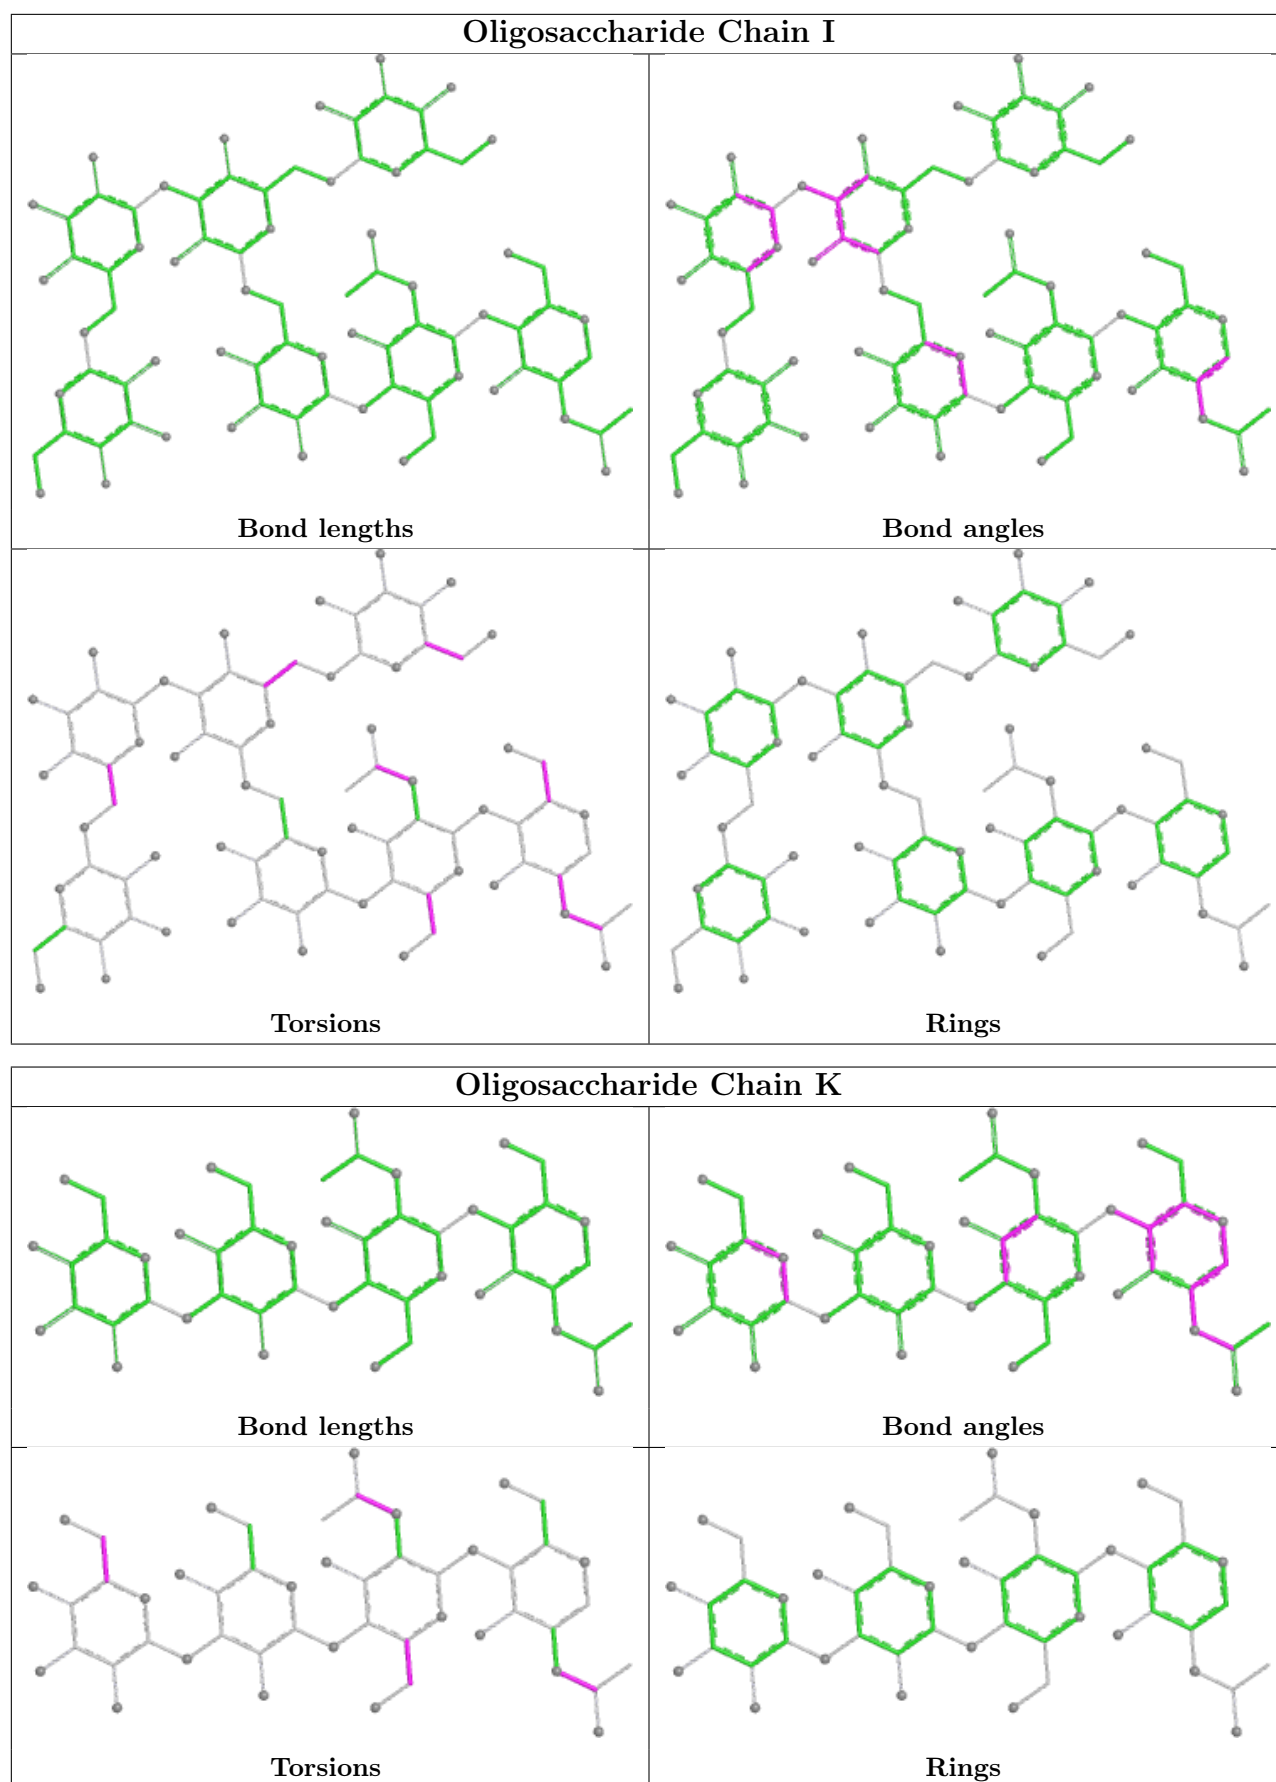 Oligosaccharide Chain I
Bond lengths
Bond angles
Torsions
Rings
Oligosaccharide Chain K
Bond lengths
Bond angles
Torsions
Rings